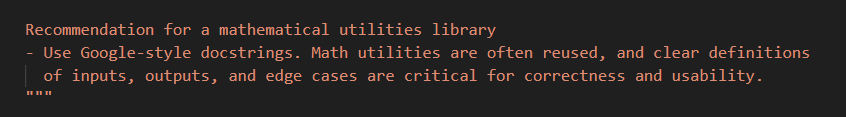 Recommendation for a mathematical utilities library
- Use Google-style docstrings. Math utilities are often reused, and clear definitions
of inputs, outputs, and edge cases are critical for correctness and usability.
"""